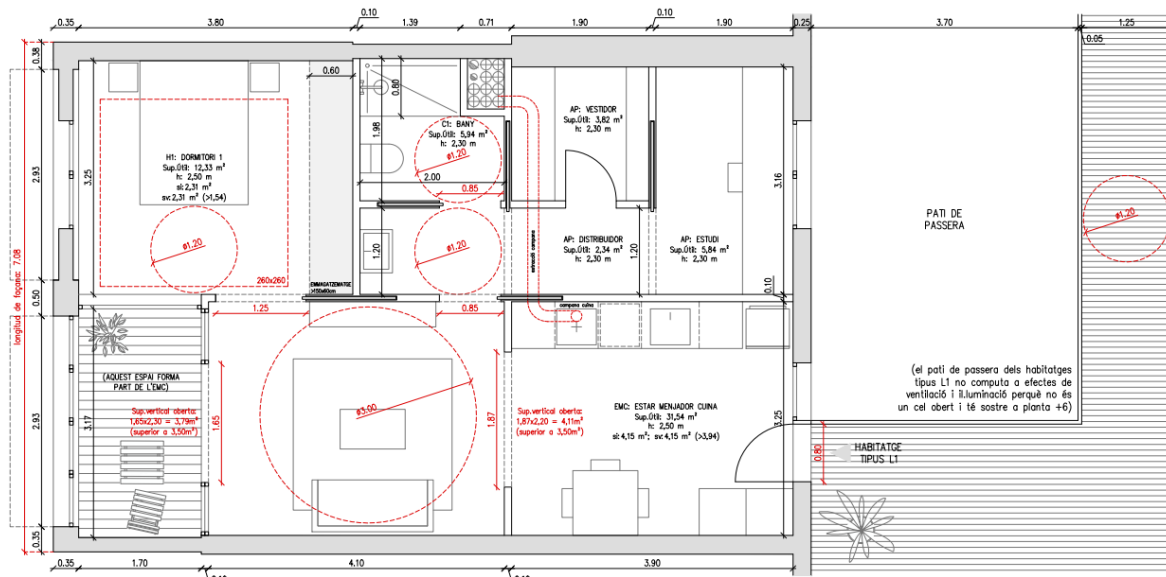 0.35
3.80
0.10
1.39
0.71
1.90
0.10
1.90
0.25
3.70
1.25
0.05
0.38
2.93
0.50
2.93
0.35
longitud de façana: 7.08
0.60
3.25
H1: DORMITORI 1
Sup.Útil: 12,33 m²
h: 2,50 m
sl: 2,31 m²
sv: 2,31 m² (>1,54)
ø1.20
260x260
0.80
1.98
C1: BANY
Sup.Útil: 5,94 m²
h: 2,30 m
ø1.20
2.00
0.85
1.20
ø1.20
extracció campana
AP: VESTIDOR
Sup.Útil: 3,82 m²
h: 2,30 m
AP: DISTRIBUIDOR
Sup.Útil: 2,34 m²
h: 2,30 m
1.20
AP: ESTUDI
Sup.Útil: 5,84 m²
h: 2,30 m
3.16
0.10
PATI DE
PASSERA
ø1.20
EMMAGATZEMATGE
1.25
0.85
campana cuina
3.17
(AQUEST ESPAI FORMA
PART DE L'EMC)
Sup.vertical oberta:
1,65x2,30 = 3,79m²
(superior a 3,50m²)
1.65
ø3.00
1.87
Sup.vertical oberta:
1,87x2,20 = 4,11m²
(superior a 3,50m²)
EMC: ESTAR MENJADOR CUINA
Sup.Útil: 31,54 m²
h: 2,50 m
sl: 4,15 m²; sv: 4,15 m² (>3,94)
3.25
(el pati de passera dels habitatges
tipus L1 no computa a efectes de
ventilació i il.luminació perquè no és
un cel obert i té sostre a planta +6)
0.80
HABITATGE
TIPUS L1
0.35
1.70
4.10
3.90